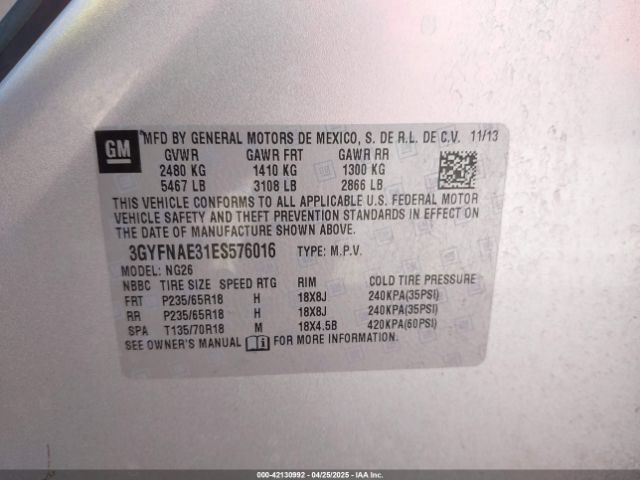 GM
MFD BY GENERAL MOTORS DE MEXICO, S. DE R.L. DE C.V. 11/13
GVWR GAWR FRT GAWR RR
2480 KG 1410 KG 1300 KG
5467 LB 3108 LB 2866 LB
THIS VEHICLE CONFORMS TO ALL APPLICABLE U.S. FEDERAL MOTOR
VEHICLE SAFETY AND THEFT PREVENTION STANDARDS IN EFFECT ON
THE DATE OF MANUFACTURE SHOWN ABOVE.
3GYFNAE31ES576016 TYPE: M.P.V.
MODEL: NG26
NBBC TIRE SIZE SPEED RTG RIM COLD TIRE PRESSURE
FRT P235/65R18 H 18X8J 240KPA(35PSI)
RR P235/65R18 H 18X8J 240KPA(35PSI)
SPA T135/70R18 M 18X4.5B 420KPA(60PSI)
SEE OWNER'S MANUAL FOR MORE INFORMATION.
000-42130992 - 04/25/2025 - IAA Inc.